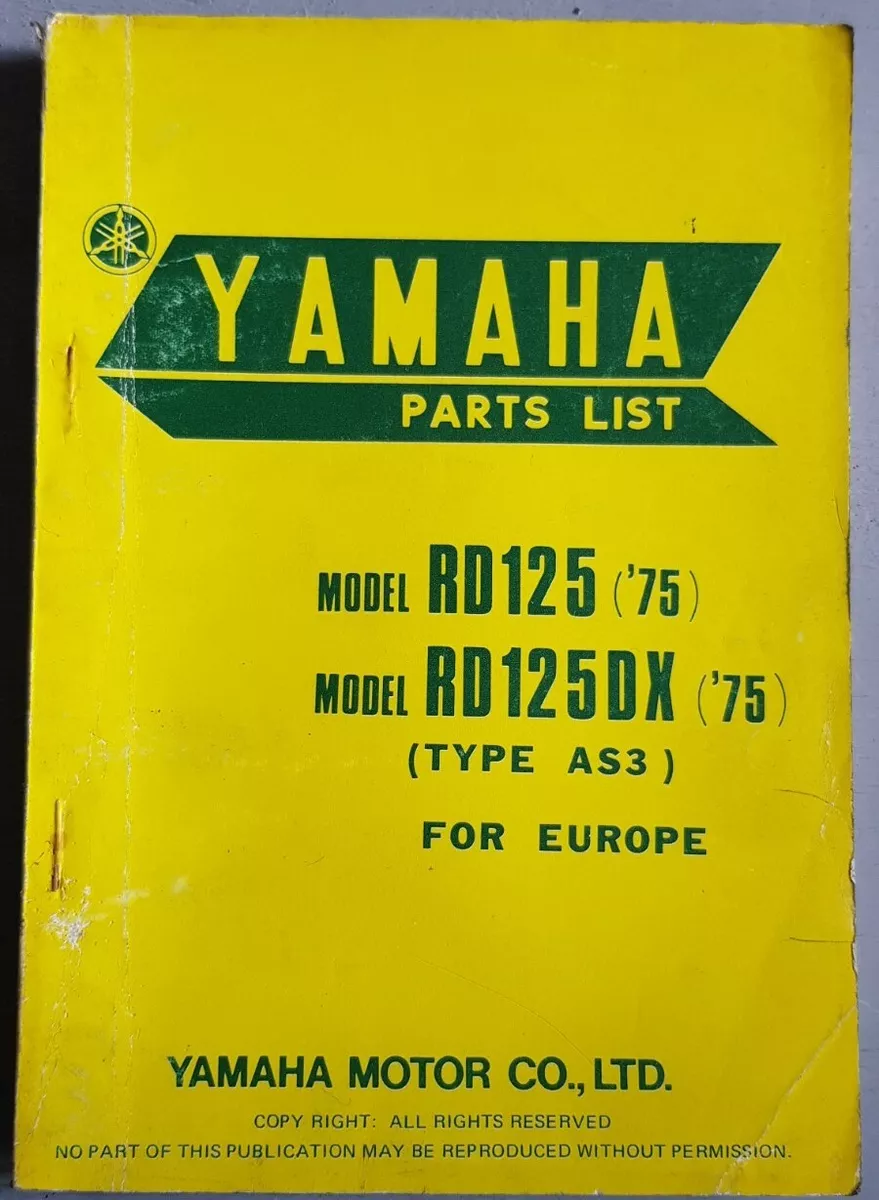 YAMAHA
PARTS LIST
MODEL RD125 ('75)
MODEL RD125DX ('75)
(TYPE AS3)
FOR EUROPE
YAMAHA MOTOR CO., LTD.
COPY RIGHT: ALL RIGHTS RESERVED
NO PART OF THIS PUBLICATION MAY BE REPRODUCED WITHOUT PERMISSION.